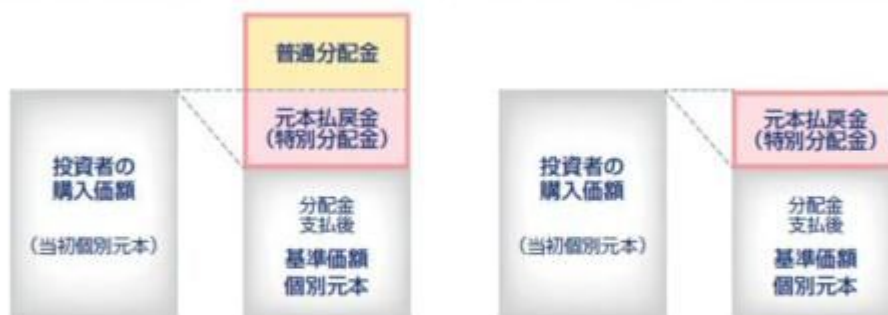 普通分配金
元本払戻金
(特別分配金)
投資者の
購入価額
(当初個別元本)
分配金
支払後
基準価額
個別元本
元本払戻金
(特別分配金)
投資者の
購入価額
(当初個別元本)
分配金
支払後
基準価額
個別元本